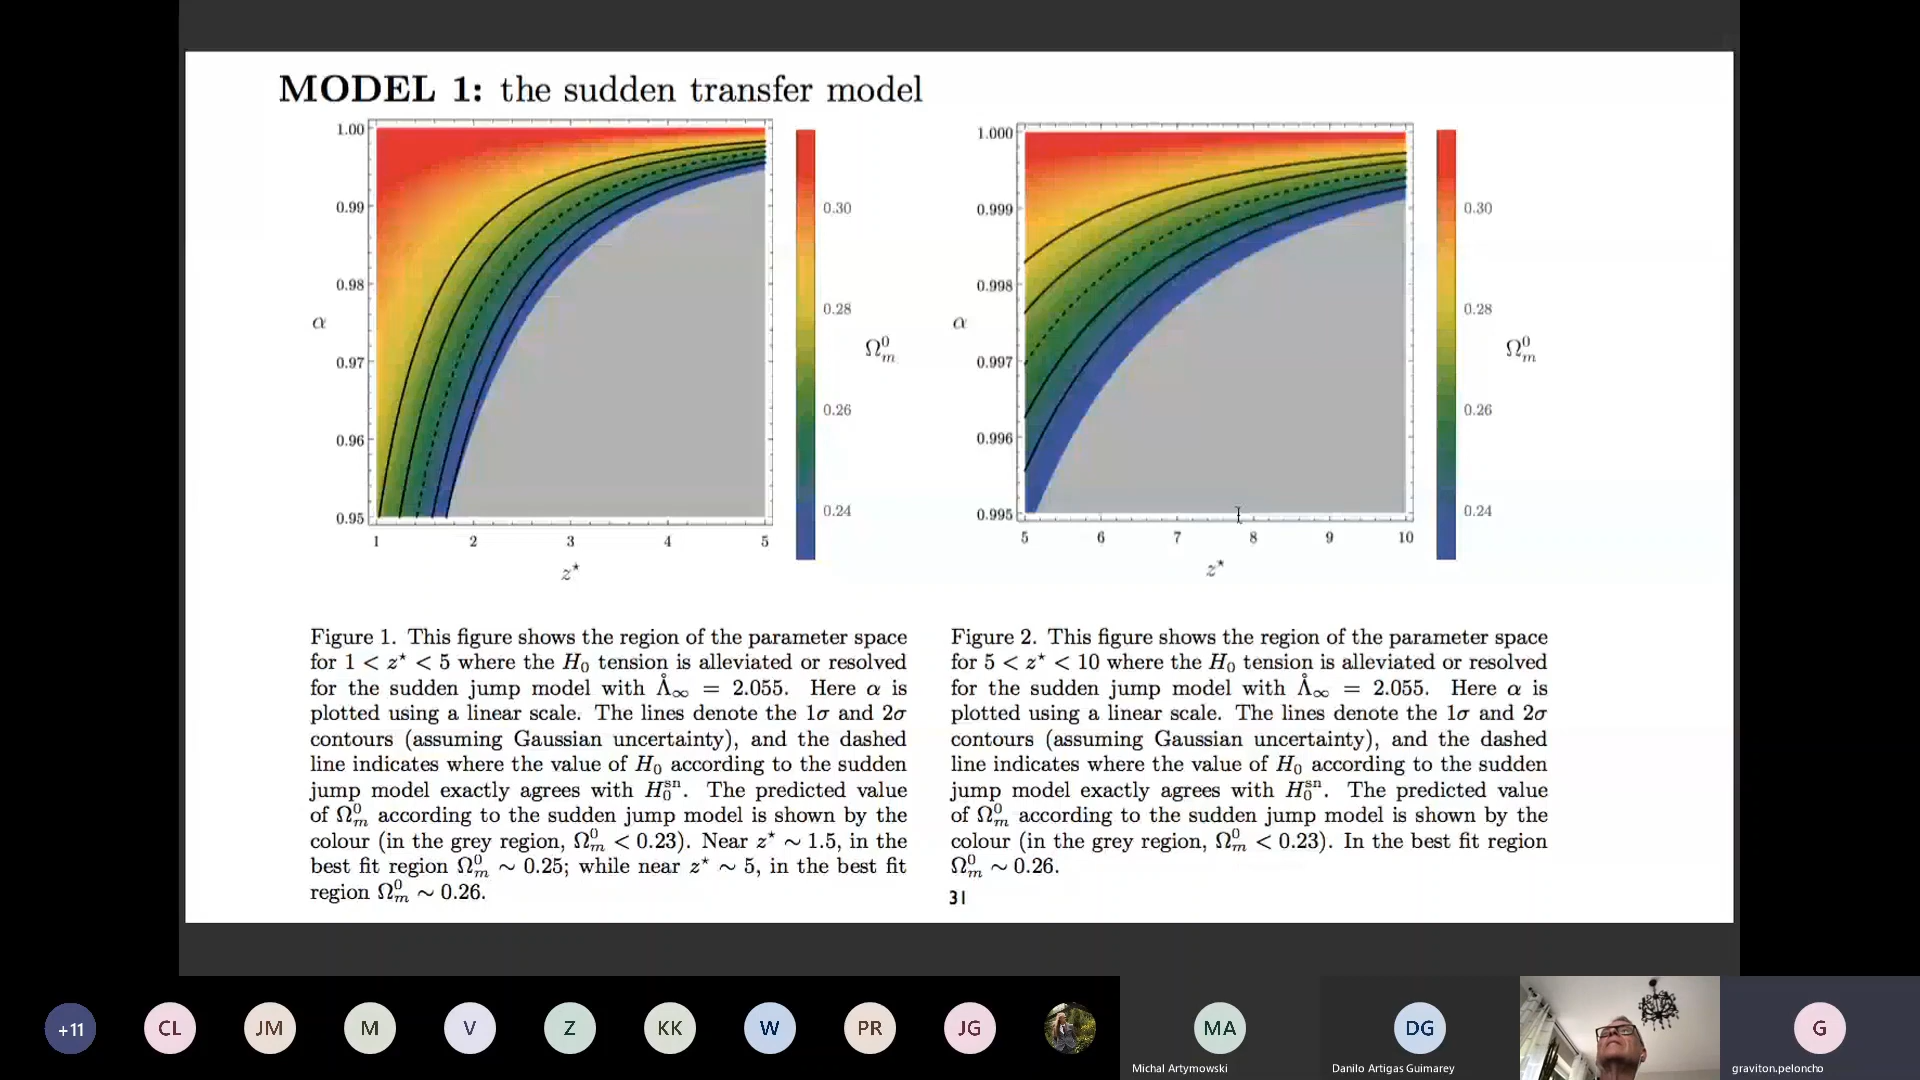 MODEL 1: the sudden transfer model
1.00
0.99
0.98
0.97
0.96
0.95
α
1 2 3 4 5
z⋆
0.30
0.28
0.26
0.24
Ω⁰ₘ
1.000
0.999
0.998
0.997
0.996
0.995
α
5 6 7 8 9 10
z⋆
0.30
0.28
0.26
0.24
Ω⁰ₘ
Figure 1. This figure shows the region of the parameter space
for 1 < z⋆ < 5 where the H₀ tension is alleviated or resolved
for the sudden jump model with Λ̊∞ = 2.055. Here α is
plotted using a linear scale. The lines denote the 1σ and 2σ
contours (assuming Gaussian uncertainty), and the dashed
line indicates where the value of H₀ according to the sudden
jump model exactly agrees with H₀ˢⁿ. The predicted value
of Ω⁰ₘ according to the sudden jump model is shown by the
colour (in the grey region, Ω⁰ₘ < 0.23). Near z⋆ ∼ 1.5, in the
best fit region Ω⁰ₘ ∼ 0.25; while near z⋆ ∼ 5, in the best fit
region Ω⁰ₘ ∼ 0.26.
Figure 2. This figure shows the region of the parameter space
for 5 < z⋆ < 10 where the H₀ tension is alleviated or resolved
for the sudden jump model with Λ̊∞ = 2.055. Here α is
plotted using a linear scale. The lines denote the 1σ and 2σ
contours (assuming Gaussian uncertainty), and the dashed
line indicates where the value of H₀ according to the sudden
jump model exactly agrees with H₀ˢⁿ. The predicted value
of Ω⁰ₘ according to the sudden jump model is shown by the
colour (in the grey region, Ω⁰ₘ < 0.23). In the best fit region
Ω⁰ₘ ∼ 0.26.
31
+11 CL JM M V Z KK W PR JG MA DG G
Michal Artymowski Danilo Artigas Guimarey graviton.peloncho